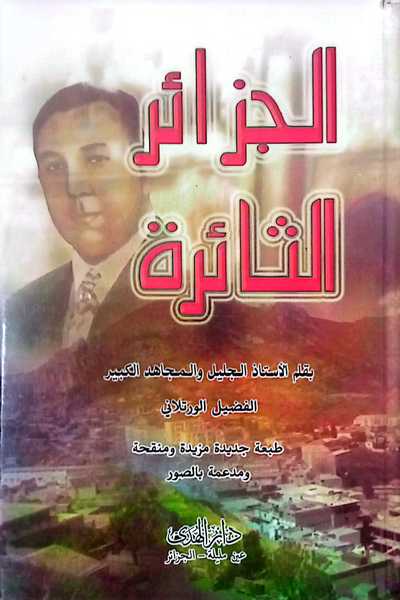 الجزائر
الثائرة
بقلم الأستاذ الجليل والمجاهد الكبير
الفضيل الورتلاني
طبعة جديدة مزيدة ومنقحة
ومدعمة بالصور
دار الهدى
عين مليلة - الجزائر